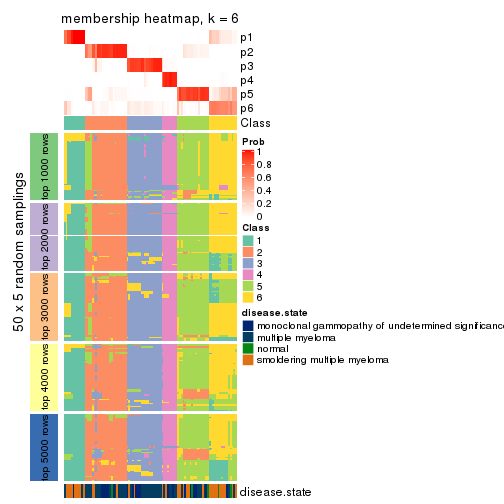 membership heatmap, k = 6
p1
p2
p3
p4
p5
p6
Class
Prob
1
0.8
0.6
0.4
0.2
0
Class
1
2
3
4
5
6
disease.state
monoclonal gammopathy of undetermined significance
multiple myeloma
normal
smoldering multiple myeloma
50 x 5 random samplings
top 1000 rows
top 2000 rows
top 3000 rows
top 4000 rows
top 5000 rows
disease.state